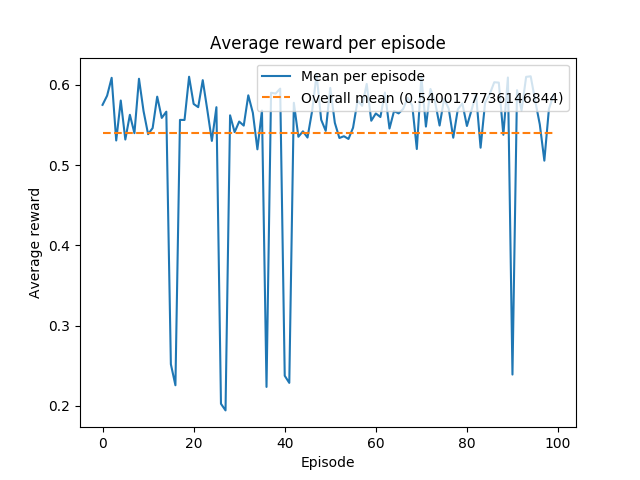 Average reward per episode
Mean per episode
Overall mean (0.5400177736146844)
0.6
0.5
0.4
0.3
0.2
Average reward
0 20 40 60 80 100
Episode